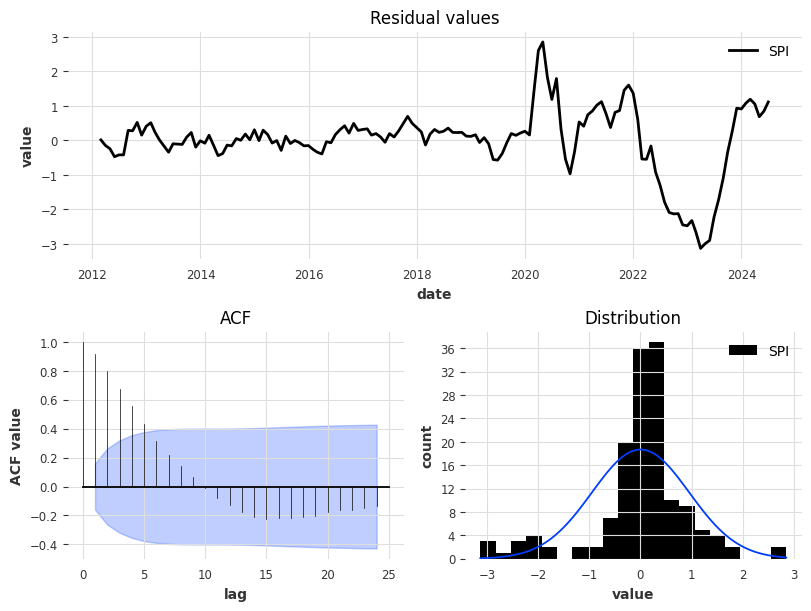 Residual values
SPI
3
2
1
0
−1
−2
−3
value
2012 2014 2016 2018 2020 2022 2024
date
ACF
1.0
0.8
0.6
0.4
0.2
0.0
−0.2
−0.4
ACF value
0 5 10 15 20 25
lag
Distribution
SPI
36
32
28
24
20
16
12
8
4
0
count
−3 −2 −1 0 1 2 3
value